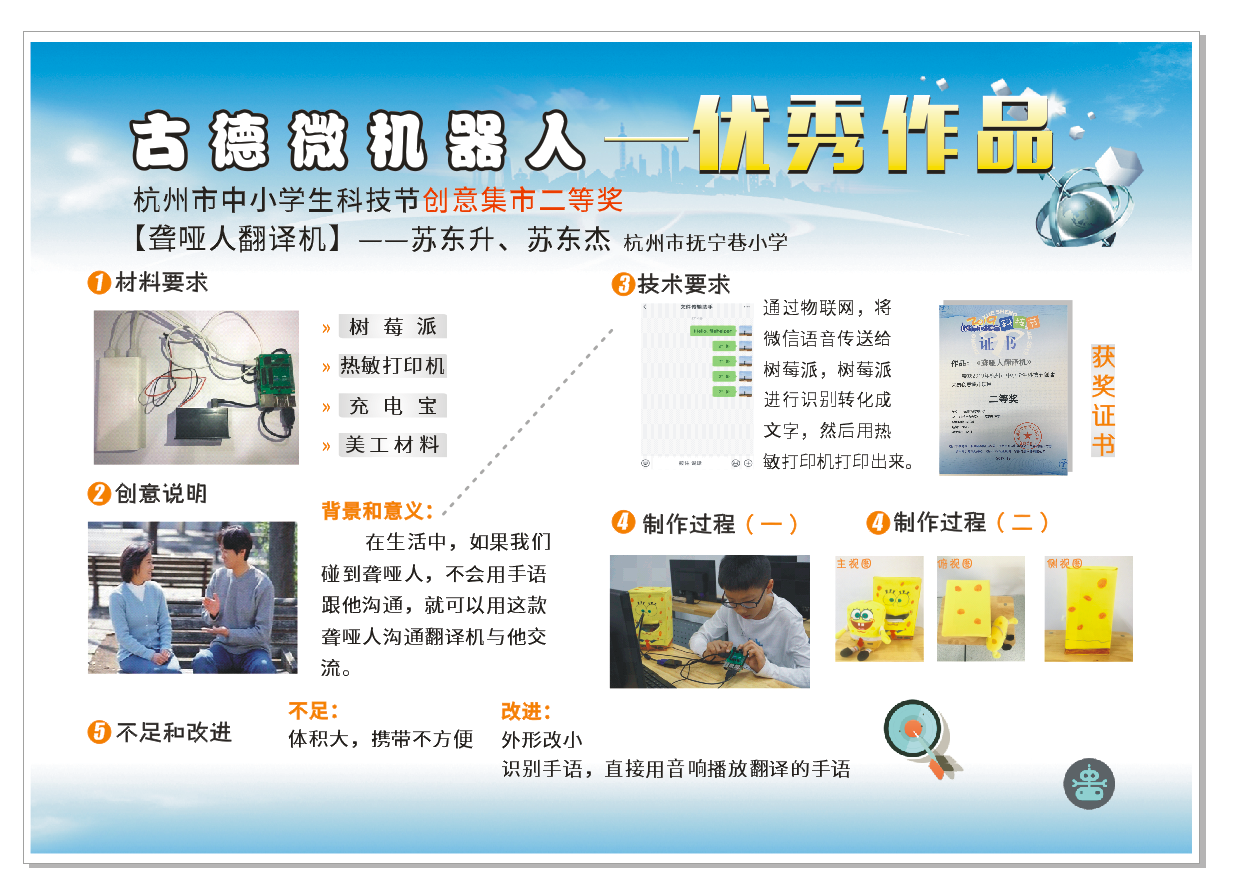 古德微机器人——优秀作品
杭州市中小学生科技节创意集市二等奖
【聋哑人翻译机】——苏东升、苏东杰 杭州市抚宁巷小学
1 材料要求
» 树莓派
» 热敏打印机
» 充电宝
» 美工材料
2 创意说明
背景和意义：
在生活中，如果我们
碰到聋哑人，不会用手语
跟他沟通，就可以用这款
聋哑人沟通翻译机与他交
流。
3 技术要求
通过物联网，将
微信语音传送给
树莓派，树莓派
进行识别转化成
文字，然后用热
敏打印机打印出来。
证书
作品：《聋哑人翻译机》
二等奖
获奖证书
4 制作过程（一）
4 制作过程（二）
主视图
俯视图
侧视图
5 不足和改进
不足：
体积大，携带不方便
改进：
外形改小
识别手语，直接用音响播放翻译的手语